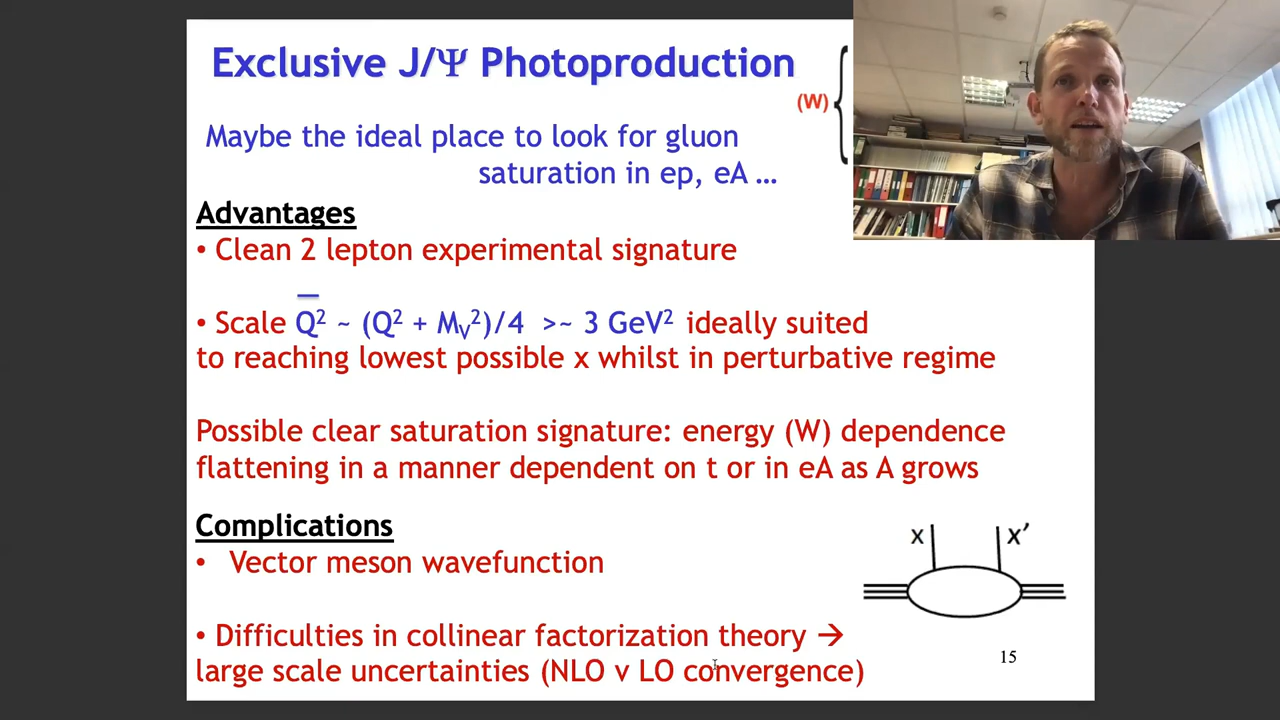 Exclusive J/Ψ Photoproduction
(W)
Maybe the ideal place to look for gluon
saturation in ep, eA …
Advantages
• Clean 2 lepton experimental signature
• Scale Q̅² ~ (Q² + M_V²)/4 >~ 3 GeV² ideally suited
to reaching lowest possible x whilst in perturbative regime
Possible clear saturation signature: energy (W) dependence
flattening in a manner dependent on t or in eA as A grows
Complications
• Vector meson wavefunction
x x’
• Difficulties in collinear factorization theory →
large scale uncertainties (NLO v LO convergence)
15